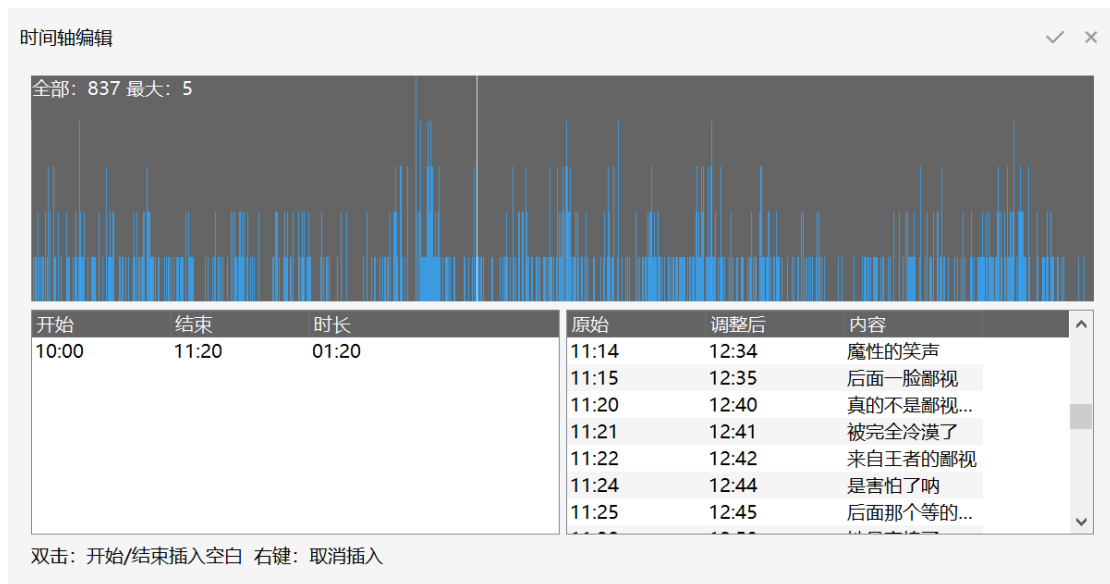 时间轴编辑
全部：837 最大：5
开始 结束 时长
10:00 11:20 01:20
原始 调整后 内容
11:14 12:34 魔性的笑声
11:15 12:35 后面一脸鄙视
11:20 12:40 真的不是鄙视...
11:21 12:41 被完全冷漠了
11:22 12:42 来自王者的鄙视
11:24 12:44 是害怕了呐
11:25 12:45 后面那个等的...
双击：开始/结束插入空白 右键：取消插入